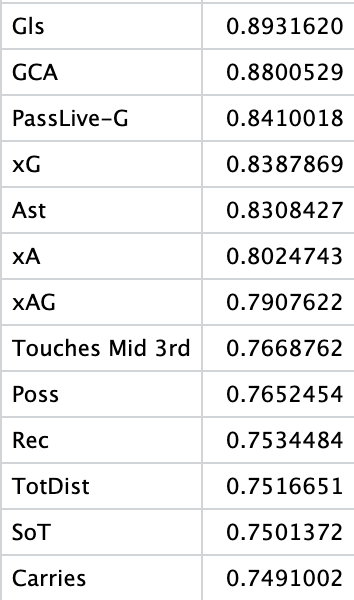 Gls 0.8931620
GCA 0.8800529
PassLive-G 0.8410018
xG 0.8387869
Ast 0.8308427
xA 0.8024743
xAG 0.7907622
Touches Mid 3rd 0.7668762
Poss 0.7652454
Rec 0.7534484
TotDist 0.7516651
SoT 0.7501372
Carries 0.7491002